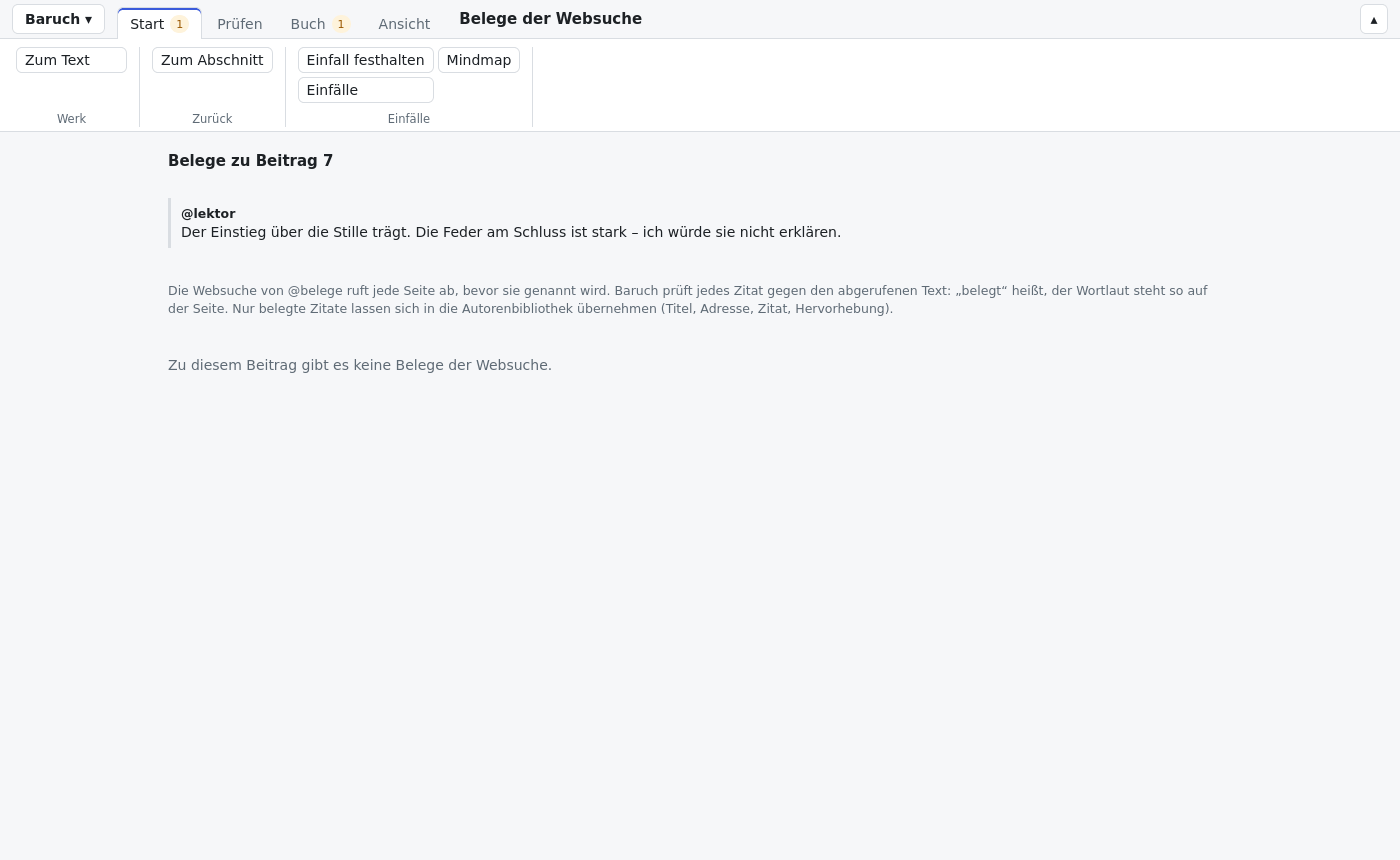 Baruch ▾
Start 1
Prüfen
Buch 1
Ansicht
Belege der Websuche
▴
Zum Text
Werk
Zum Abschnitt
Zurück
Einfall festhalten
Mindmap
Einfälle
Einfälle
Belege zu Beitrag 7
@lektor
Der Einstieg über die Stille trägt. Die Feder am Schluss ist stark – ich würde sie nicht erklären.
Die Websuche von @belege ruft jede Seite ab, bevor sie genannt wird. Baruch prüft jedes Zitat gegen den abgerufenen Text: „belegt“ heißt, der Wortlaut steht so auf
der Seite. Nur belegte Zitate lassen sich in die Autorenbibliothek übernehmen (Titel, Adresse, Zitat, Hervorhebung).
Zu diesem Beitrag gibt es keine Belege der Websuche.